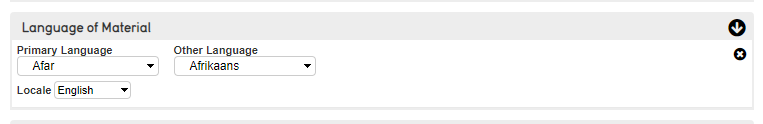 Language of Material
Primary Language Other Language
Afar Afrikaans
Locale English